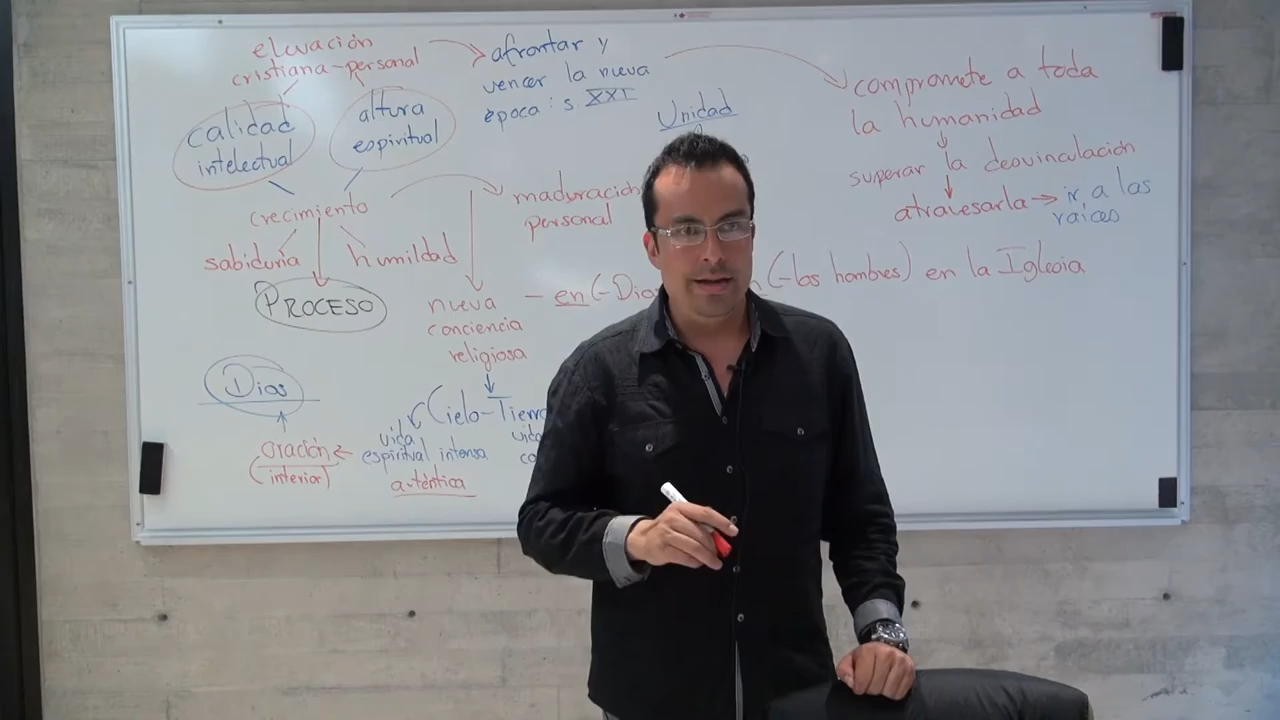 elevación
cristiana-personal
afrontar y
vencer la nueva
época: s XXI
compromete a toda
la humanidad
Unidad
calidad
intelectual
altura
espiritual
superar la desvinculación
atravesarla → ir a las
raíces
crecimiento
maduración
personal
sabiduría
humildad
PROCESO
nueva
conciencia
religiosa
- en (-Dios
(-los hombres) en la Iglesia
Dios
Cielo-Tierra
vida
espiritual intensa
auténtica
oración
(interior)